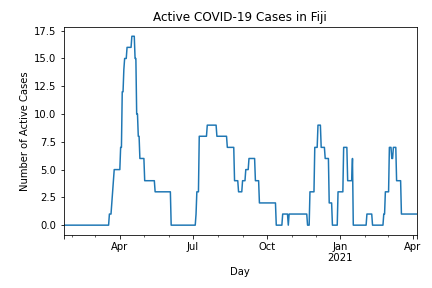 Active COVID-19 Cases in Fiji
Number of Active Cases
17.5
15.0
12.5
10.0
7.5
5.0
2.5
0.0
Apr Jul Oct Jan Apr
2021
Day